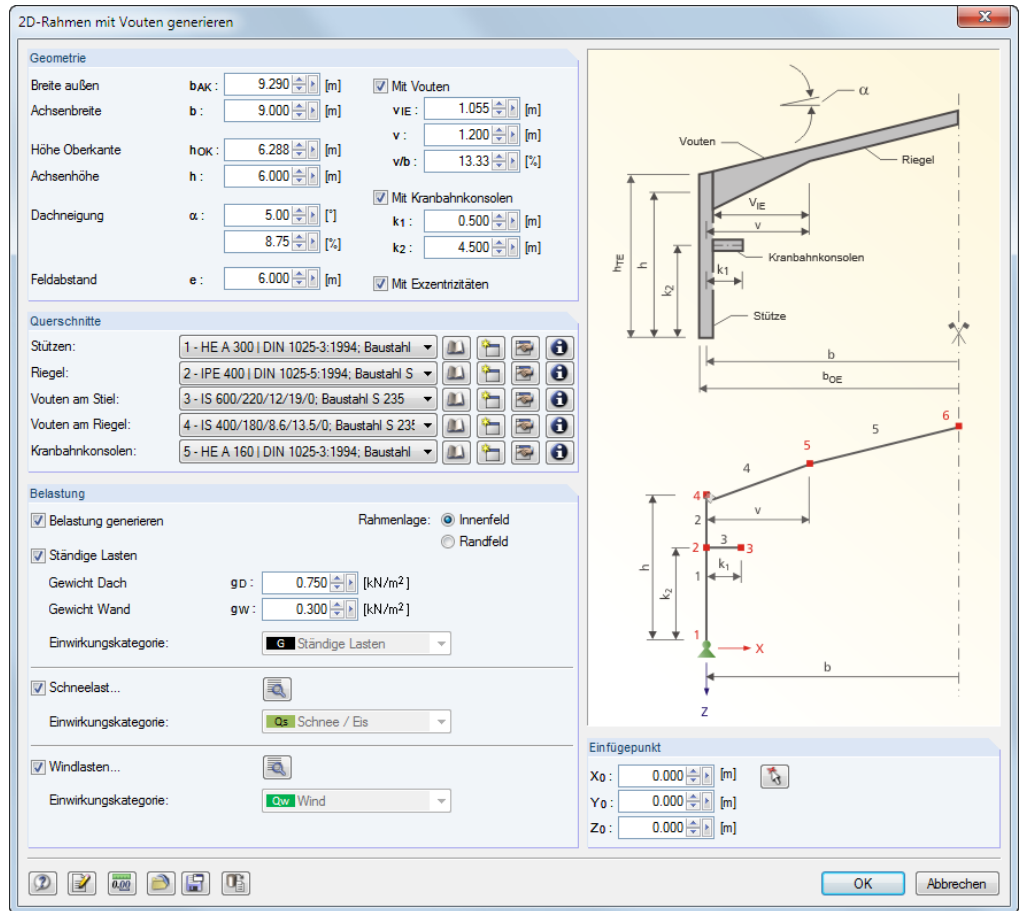 2D-Rahmen mit Vouten generieren
Geometrie
Breite außen bAK : 9.290 [m]
Achsenbreite b : 9.000 [m]
Höhe Oberkante hOK : 6.288 [m]
Achsenhöhe h : 6.000 [m]
Dachneigung α : 5.00 [°]
8.75 [%]
Feldabstand e : 6.000 [m]
Mit Vouten
vIE : 1.055 [m]
v : 1.200 [m]
v/b : 13.33 [%]
Mit Kranbahnkonsolen
k1 : 0.500 [m]
k2 : 4.500 [m]
Mit Exzentrizitäten
Querschnitte
Stützen: 1 - HE A 300 | DIN 1025-3:1994; Baustahl
Riegel: 2 - IPE 400 | DIN 1025-5:1994; Baustahl S
Vouten am Stiel: 3 - IS 600/220/12/19/0; Baustahl S 235
Vouten am Riegel: 4 - IS 400/180/8.6/13.5/0; Baustahl S 235
Kranbahnkonsolen: 5 - HE A 160 | DIN 1025-3:1994; Baustahl
Belastung
Belastung generieren
Rahmenlage: Innenfeld
Randfeld
Ständige Lasten
Gewicht Dach gD : 0.750 [kN/m²]
Gewicht Wand gW : 0.300 [kN/m²]
Einwirkungskategorie: G Ständige Lasten
Schneelast...
Einwirkungskategorie: Qs Schnee / Eis
Windlasten...
Einwirkungskategorie: Qw Wind
α
Vouten
Riegel
VIE
v
Kranbahnkonsolen
hTE
h
k2
k1
Stütze
b
bOE
6
5
5
4
4
2
v
2
3
3
h
k2
1
k1
1
X
b
Z
Einfügepunkt
X0 : 0.000 [m]
Y0 : 0.000 [m]
Z0 : 0.000 [m]
0.00
OK
Abbrechen